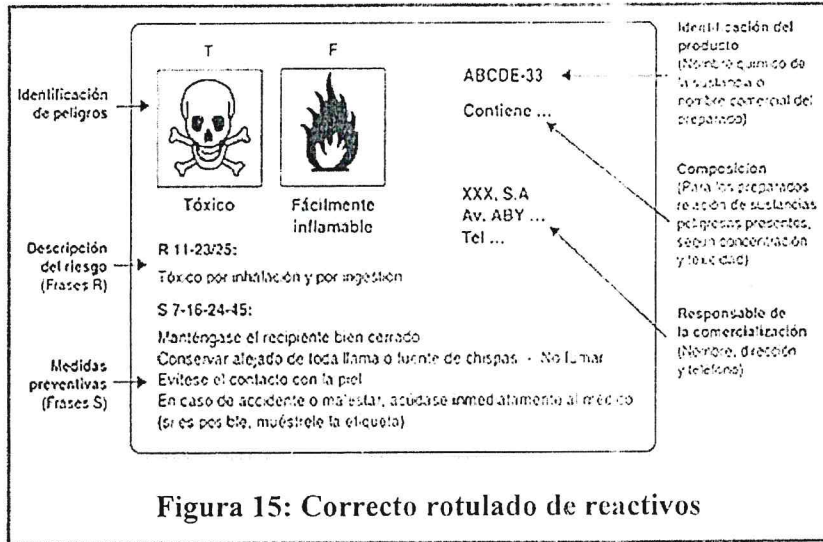 Identificación
de peligros
Descripción
del riesgo
(Frases R)
Medidas
preventivas
(Frases S)
T
F
Tóxico
Fácilmente
inflamable
R 11-23/25:
Tóxico por inhalación y por ingestión
S 7-16-24-45:
Manténgase el recipiente bien cerrado
Conservar alejado de toda llama o fuente de chispas - No fumar
Evítese el contacto con la piel
En caso de accidente o malestar, acúdase inmediatamente al médico
(si es posible, muéstrele la etiqueta)
ABCDE-33
Contiene ...
XXX, S.A
Av. ABY ...
Tel ...
Identificación del
producto
(Nombre químico de
la sustancia o
nombre comercial del
preparado)
Composición
(Para los preparados
relación de sustancias
peligrosas presentes,
según concentración
y toxicidad)
Responsable de
la comercialización
(Nombre, dirección
y teléfono)
Figura 15: Correcto rotulado de reactivos